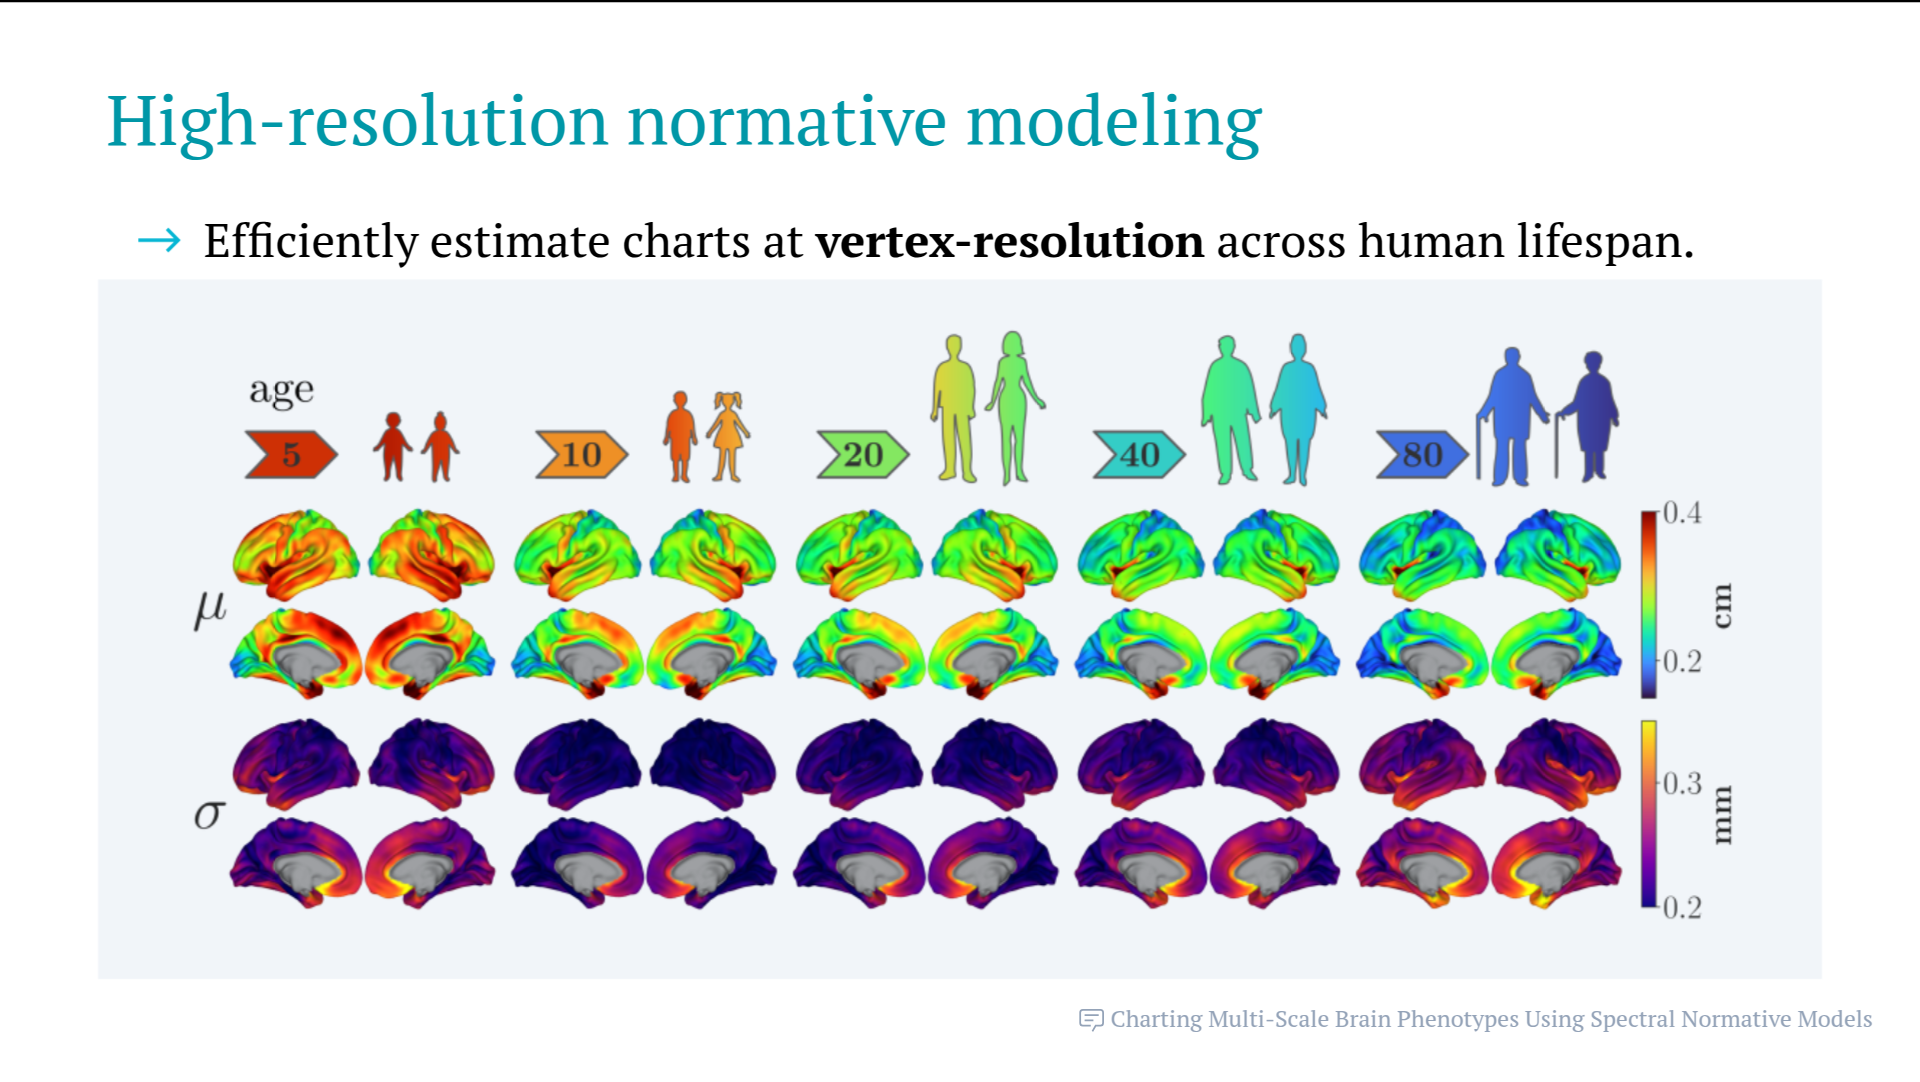 High-resolution normative modeling
→ Efficiently estimate charts at vertex-resolution across human lifespan.
age
5
10
20
40
80
μ
0.4
0.2
cm
σ
0.3
0.2
mm
Charting Multi-Scale Brain Phenotypes Using Spectral Normative Models